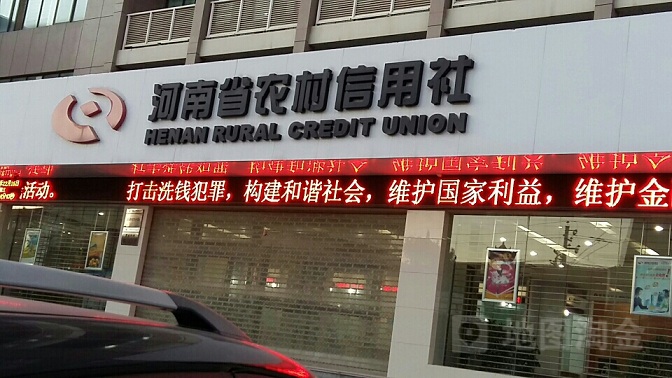 河南省农村信用社
HENAN RURAL CREDIT UNION
活动。 打击洗钱犯罪，构建和谐社会，维护国家利益，维护金
地图淘金